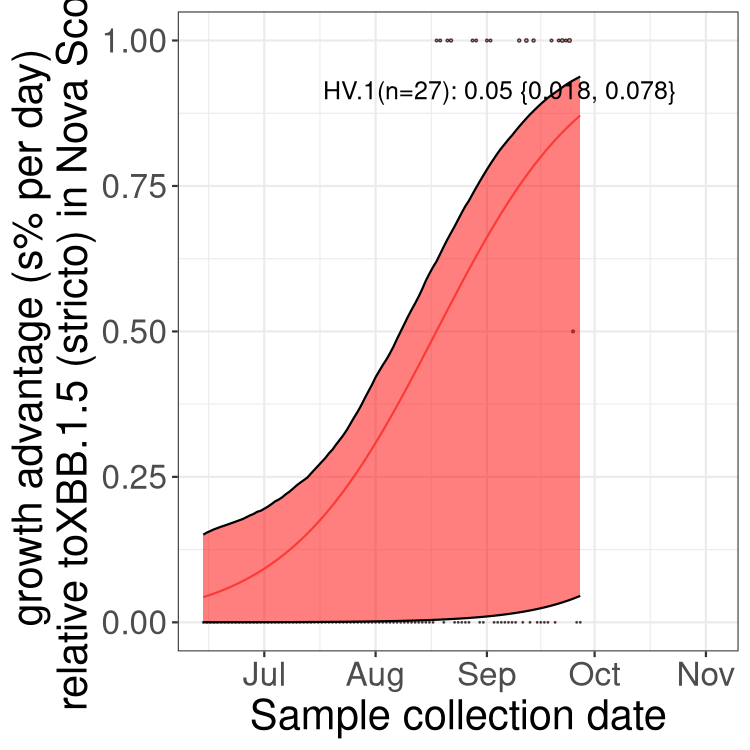 growth advantage (s% per day)
relative toXBB.1.5 (stricto) in Nova Sco
1.00
0.75
0.50
0.25
0.00
HV.1(n=27): 0.05 {0.018, 0.078}
Jul Aug Sep Oct Nov
Sample collection date